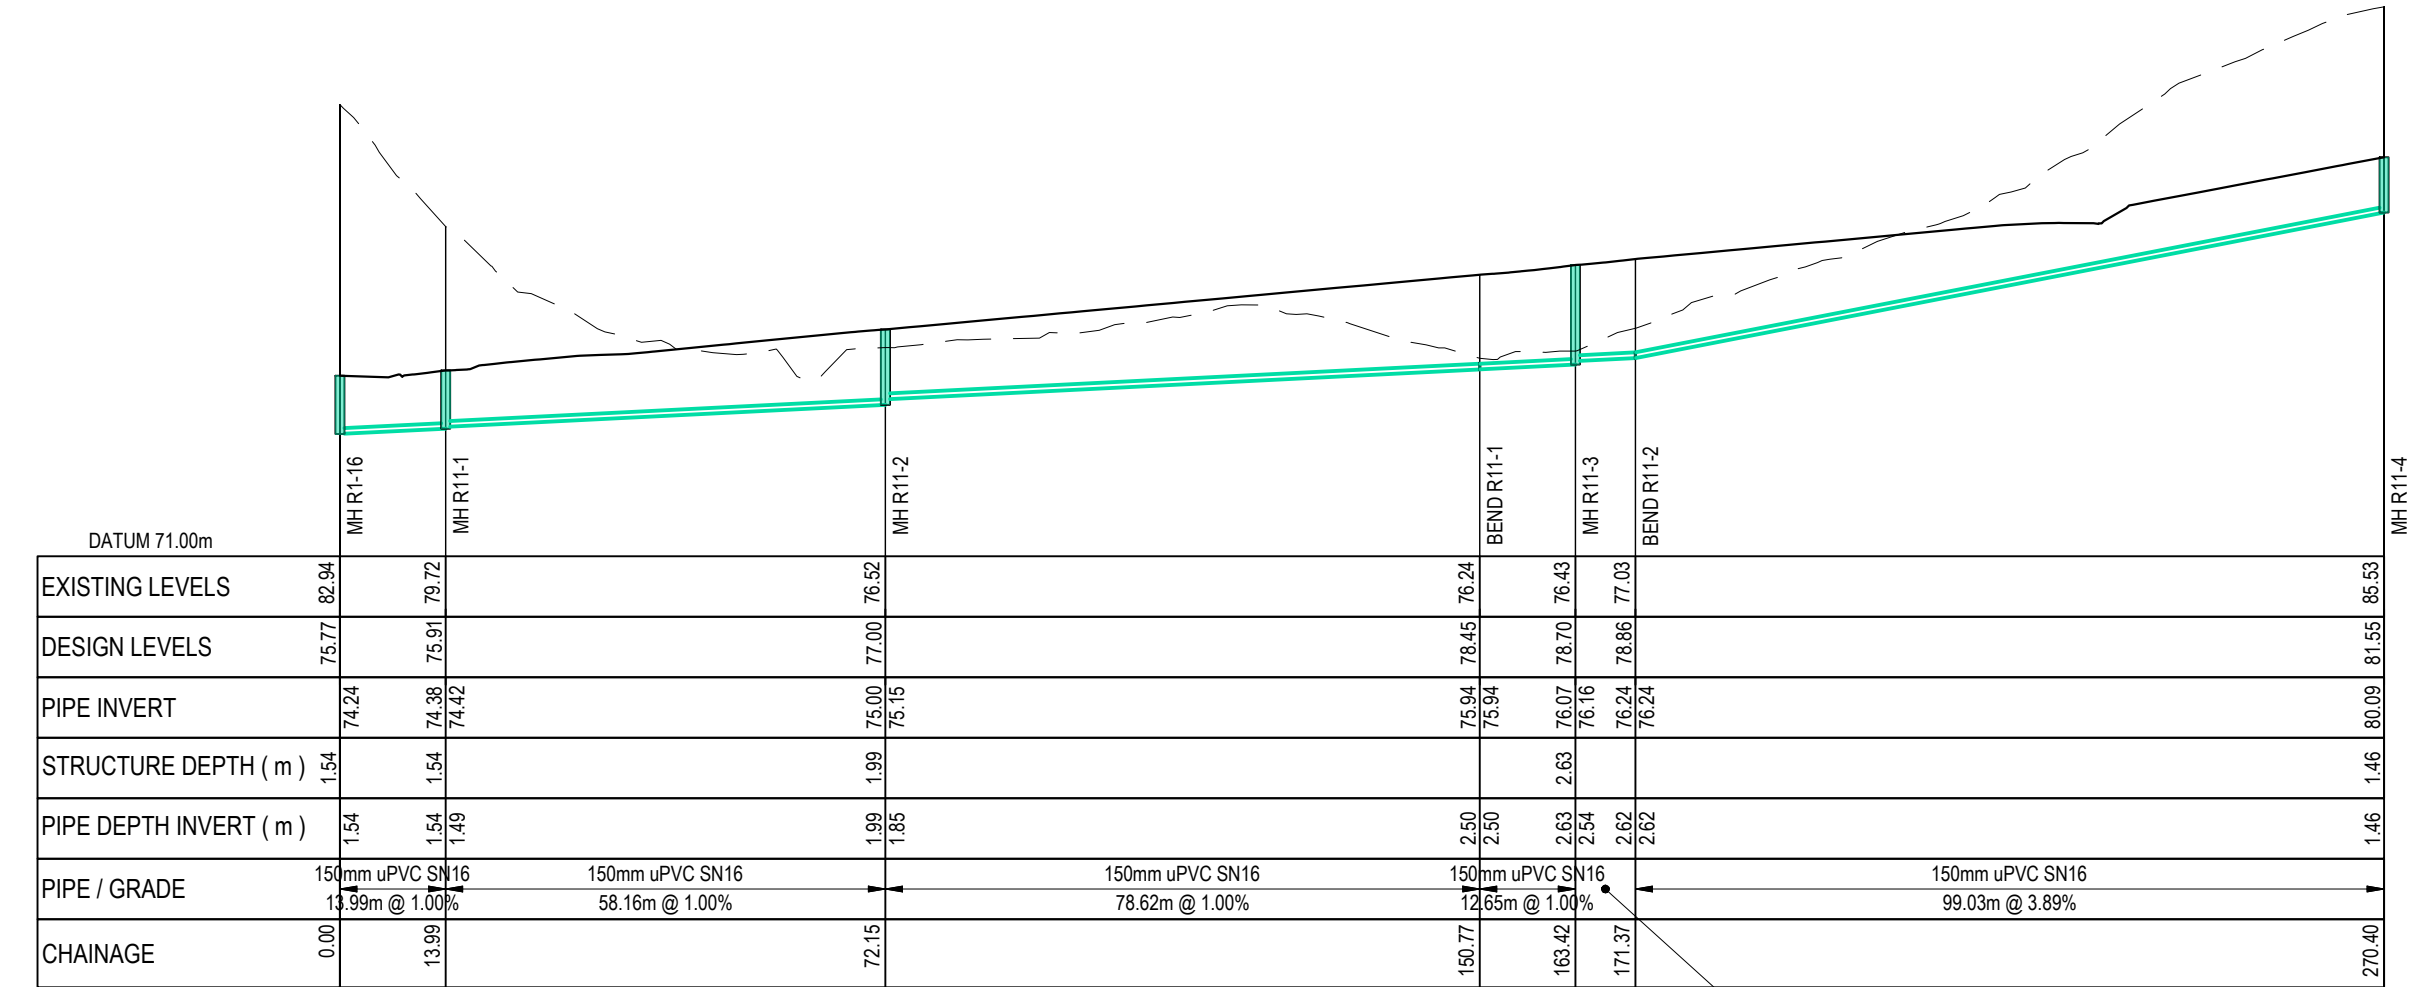 MH R1-16
MH R11-1
MH R11-2
BEND R11-1
MH R11-3
BEND R11-2
MH R11-4
DATUM 71.00m
EXISTING LEVELS 82.94 79.72 76.52 76.24 76.43 77.03 85.53
DESIGN LEVELS 75.77 75.91 77.00 78.45 78.70 78.86 81.55
PIPE INVERT 74.24 74.38 74.42 75.00 75.15 75.94 75.94 76.07 76.16 76.24 76.24 80.09
STRUCTURE DEPTH ( m ) 1.54 1.54 1.99 2.63 1.46
PIPE DEPTH INVERT ( m ) 1.54 1.54 1.49 1.99 1.85 2.50 2.50 2.63 2.54 2.62 2.62 1.46
150mm uPVC SN16 150mm uPVC SN16 150mm uPVC SN16 150mm uPVC SN16 150mm uPVC SN16
PIPE / GRADE
13.99m @ 1.00% 58.16m @ 1.00% 78.62m @ 1.00% 12.65m @ 1.00% 99.03m @ 3.89%
CHAINAGE 0.00 13.99 72.15 150.77 163.42 171.37 270.40